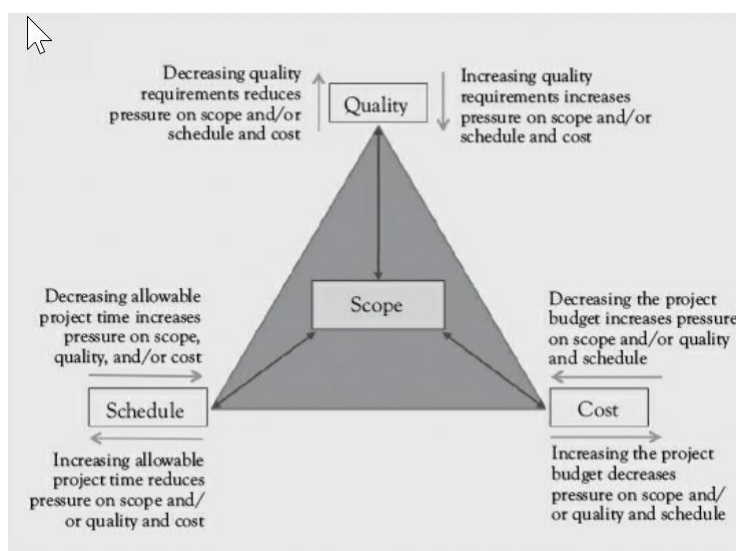 Decreasing quality
requirements reduces
pressure on scope and/or
schedule and cost
Quality
Increasing quality
requirements increases
pressure on scope and/or
schedule and cost
Scope
Decreasing allowable
project time increases
pressure on scope,
quality, and/or cost
Schedule
Increasing allowable
project time reduces
pressure on scope and/
or quality and cost
Decreasing the project
budget increases pressure
on scope and/or quality
and schedule
Cost
Increasing the project
budget decreases
pressure on scope and/
or quality and schedule